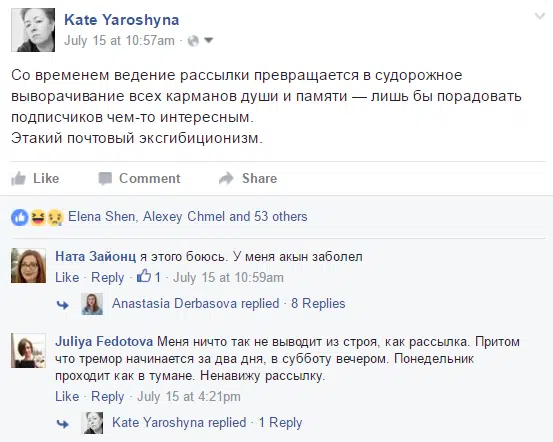 Kate Yaroshyna
July 15 at 10:57am ·
Со временем ведение рассылки превращается в судорожное
выворачивание всех карманов души и памяти — лишь бы порадовать
подписчиков чем-то интересным.
Этакий почтовый эксгибиционизм.
Like Comment Share
Elena Shen, Alexey Chmel and 53 others
Ната Зайонц я этого боюсь. У меня акын заболел
Like · Reply · 1 · July 15 at 10:59am
Anastasia Derbasova replied · 8 Replies
Juliya Fedotova Меня ничто так не выводит из строя, как рассылка. Притом
что тремор начинается за два дня, в субботу вечером. Понедельник
проходит как в тумане. Ненавижу рассылку.
Like · Reply · July 15 at 4:21pm
Kate Yaroshyna replied · 1 Reply